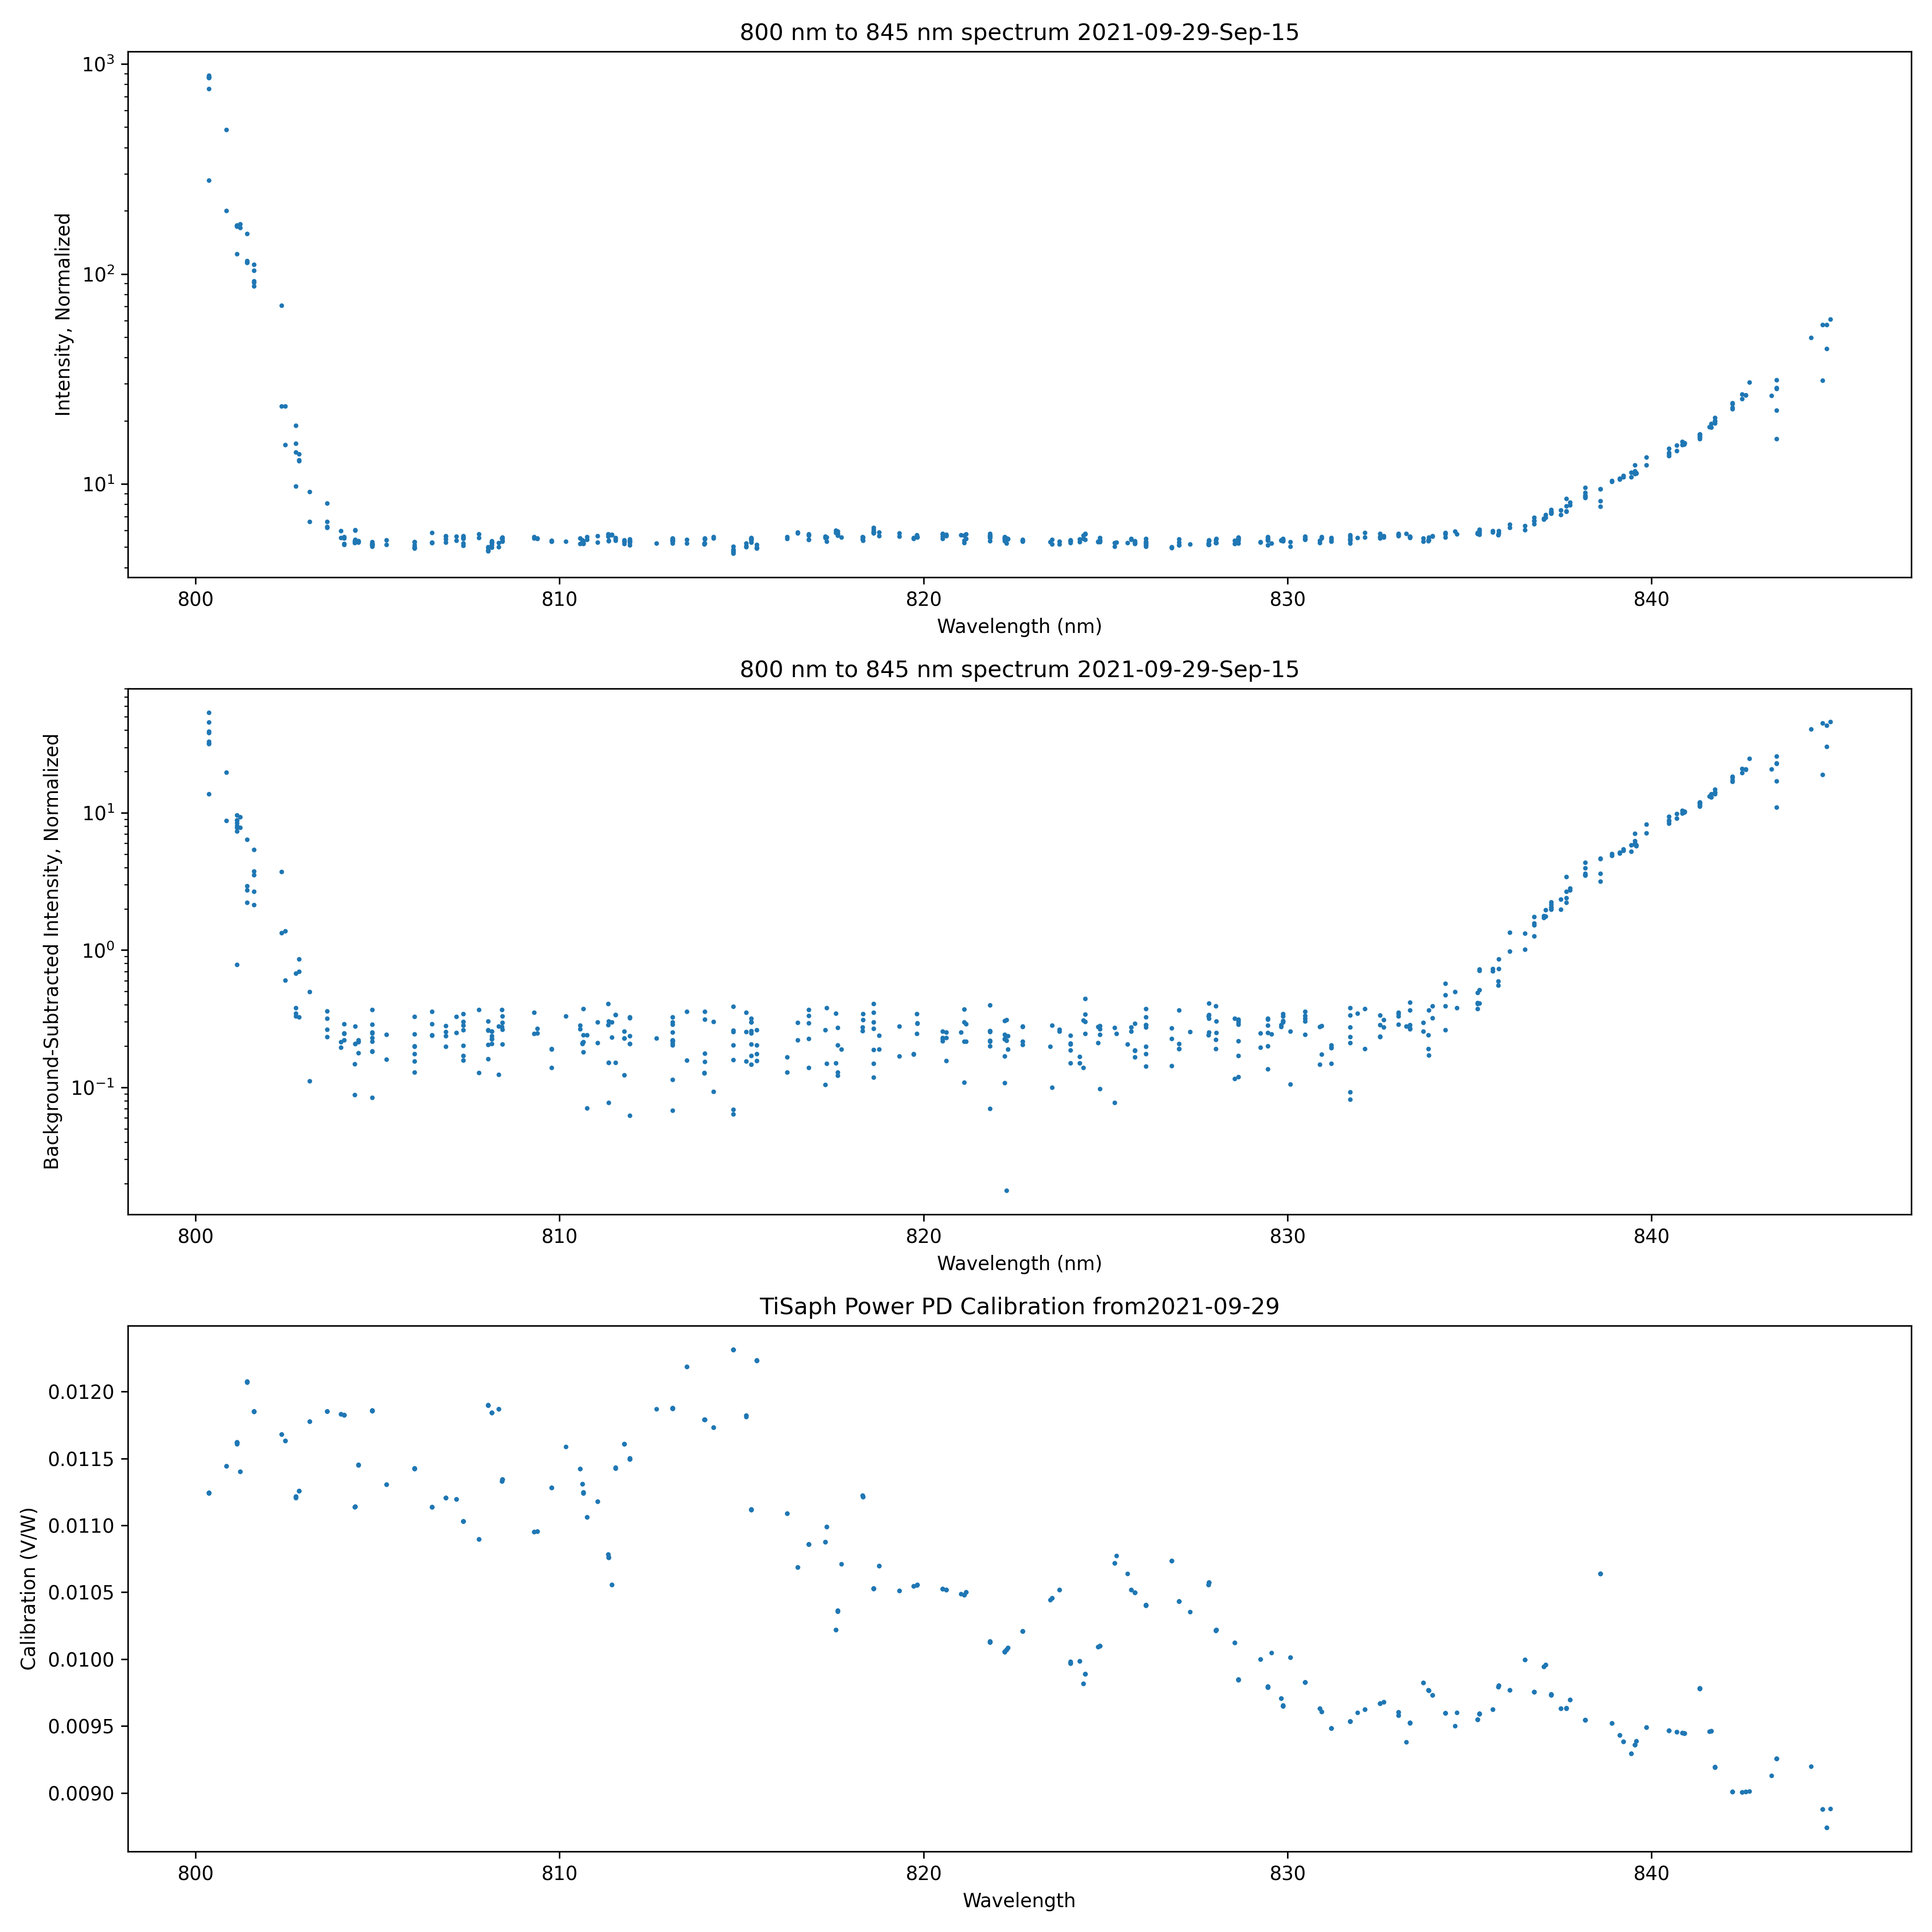 800 nm to 845 nm spectrum 2021-09-29-Sep-15
Intensity, Normalized
10³
10²
10¹
800 810 820 830 840
Wavelength (nm)
800 nm to 845 nm spectrum 2021-09-29-Sep-15
Background-Subtracted Intensity, Normalized
10¹
10⁰
10⁻¹
800 810 820 830 840
Wavelength (nm)
TiSaph Power PD Calibration from2021-09-29
Calibration (V/W)
0.0120
0.0115
0.0110
0.0105
0.0100
0.0095
0.0090
800 810 820 830 840
Wavelength